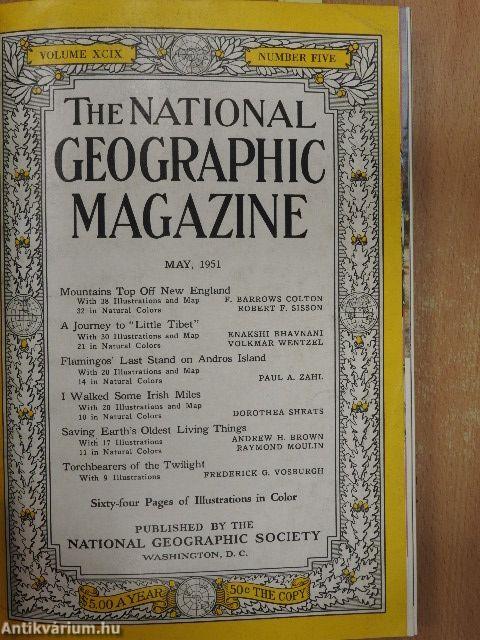 VOLUME XCIX NUMBER FIVE
THE NATIONAL
GEOGRAPHIC
MAGAZINE
MAY, 1951
Mountains Top Off New England
With 38 Illustrations and Map F. BARROWS COLTON
32 in Natural Colors ROBERT F. SISSON
A Journey to "Little Tibet"
With 30 Illustrations and Map ENAKSHI BHAVNANI
21 in Natural Colors VOLKMAR WENTZEL
Flamingos' Last Stand on Andros Island
With 20 Illustrations and Map
14 in Natural Colors PAUL A. ZAHL
I Walked Some Irish Miles
With 20 Illustrations and Map
10 in Natural Colors DOROTHEA SHEATS
Saving Earth's Oldest Living Things
With 17 Illustrations ANDREW H. BROWN
11 in Natural Colors RAYMOND MOULIN
Torchbearers of the Twilight
With 9 Illustrations FREDERICK G. VOSBURGH
Sixty-four Pages of Illustrations in Color
PUBLISHED BY THE
NATIONAL GEOGRAPHIC SOCIETY
WASHINGTON, D. C.
$5.00 A YEAR 50c THE COPY
Antikvárium.hu